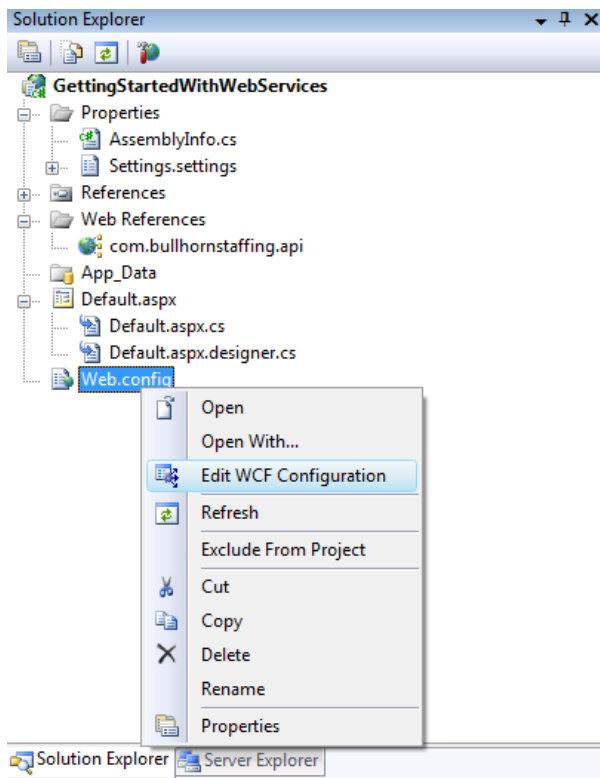 Solution Explorer
GettingStartedWithWebServices
Properties
AssemblyInfo.cs
Settings.settings
References
Web References
com.bullhornstaffing.api
App_Data
Default.aspx
Default.aspx.cs
Default.aspx.designer.cs
Web.config
Open
Open With...
Edit WCF Configuration
Refresh
Exclude From Project
Cut
Copy
Delete
Rename
Properties
Solution Explorer Server Explorer